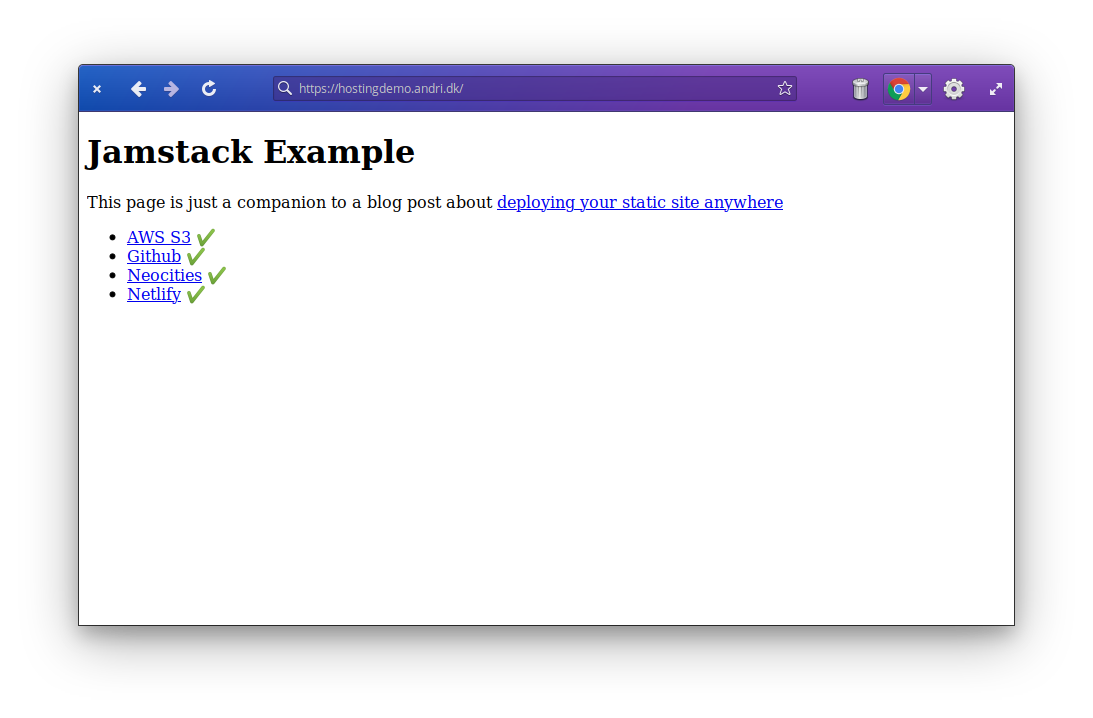 https://hostingdemo.andri.dk/
Jamstack Example
This page is just a companion to a blog post about deploying your static site anywhere
AWS S3 ✔
Github ✔
Neocities ✔
Netlify ✔